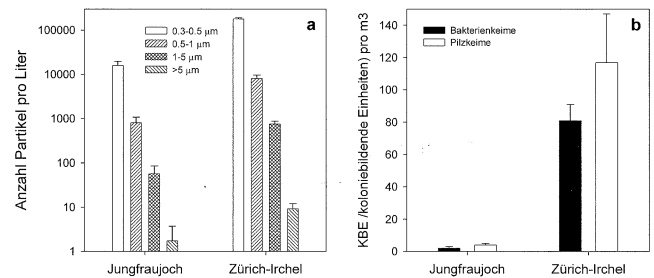 a
0.3-0.5 µm
0.5-1 µm
1-5 µm
>5 µm
Anzahl Partikel pro Liter
100000
10000
1000
100
10
1
Jungfraujoch
Zürich-Irchel
b
Bakterienkeime
Pilzkeime
KBE /koloniebildende Einheiten) pro m3
140
120
100
80
60
40
20
0
Jungfraujoch
Zürich-Irchel